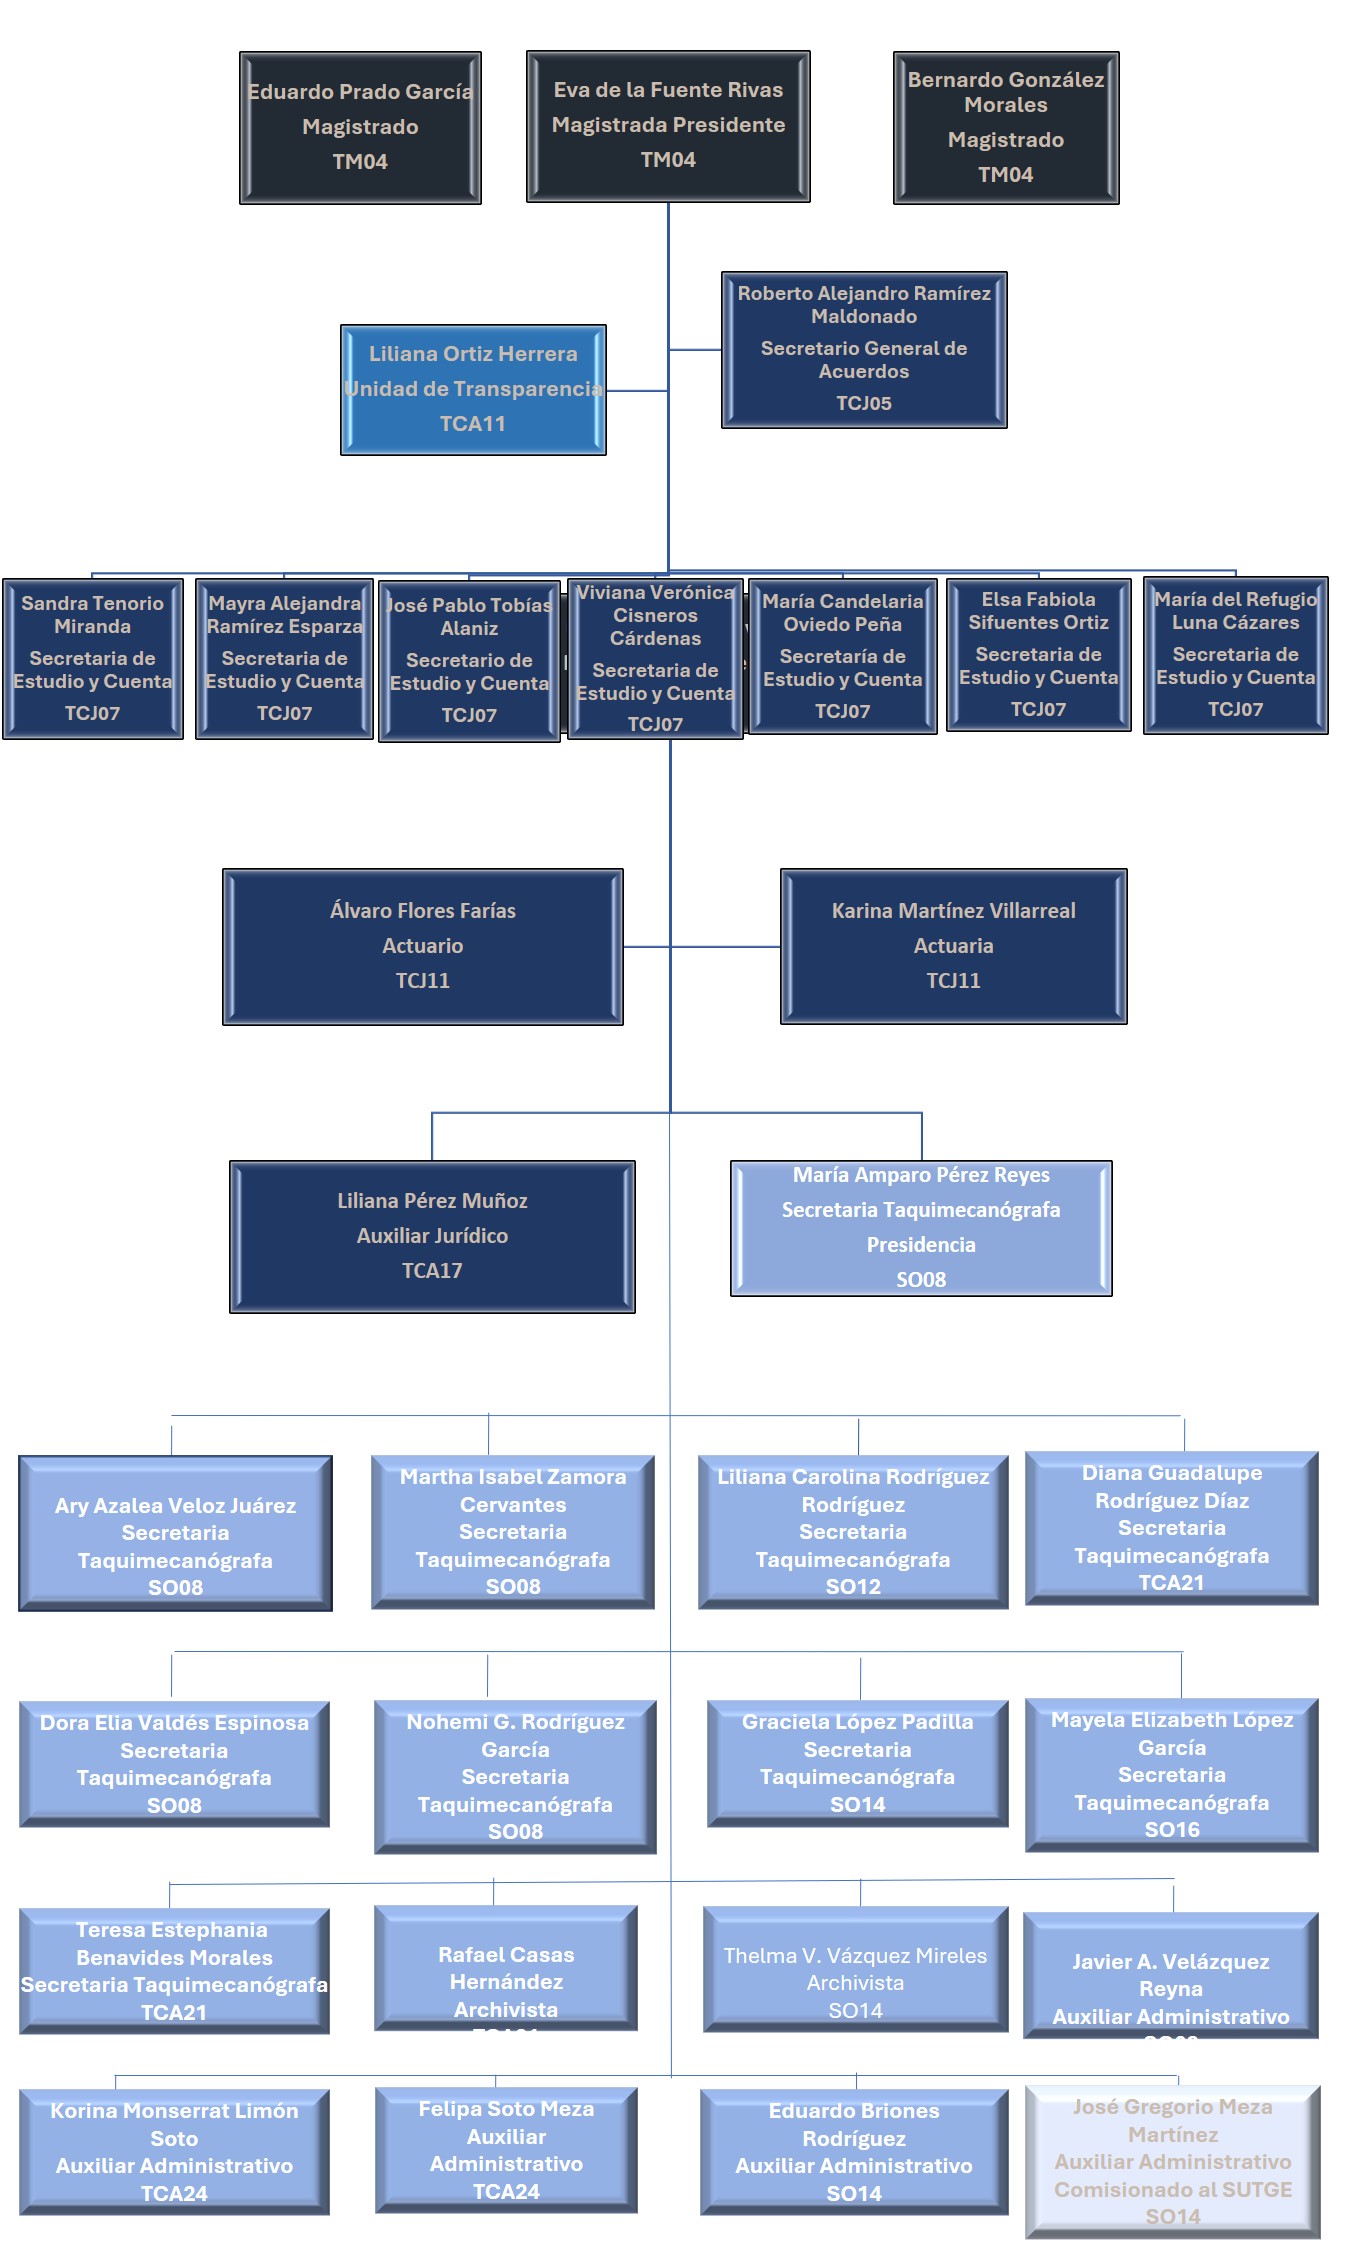 Eduardo Prado García
Magistrado
TM04
Eva de la Fuente Rivas
Magistrada Presidente
TM04
Bernardo González
Morales
Magistrado
TM04
Roberto Alejandro Ramírez
Maldonado
Secretario General de
Acuerdos
TCJ05
Liliana Ortiz Herrera
Unidad de Transparencia
TCA11
Sandra Tenorio
Miranda
Secretaria de
Estudio y Cuenta
TCJ07
Mayra Alejandra
Ramírez Esparza
Secretaria de
Estudio y Cuenta
TCJ07
José Pablo Tobías
Alaniz
Secretario de
Estudio y Cuenta
TCJ07
Viviana Verónica
Cisneros
Cárdenas
Secretaria de
Estudio y Cuenta
TCJ07
María Candelaria
Oviedo Peña
Secretaría de
Estudio y Cuenta
TCJ07
Elsa Fabiola
Sifuentes Ortiz
Secretaria de
Estudio y Cuenta
TCJ07
María del Refugio
Luna Cázares
Secretaria de
Estudio y Cuenta
TCJ07
Álvaro Flores Farías
Actuario
TCJ11
Karina Martínez Villarreal
Actuaria
TCJ11
Liliana Pérez Muñoz
Auxiliar Jurídico
TCA17
María Amparo Pérez Reyes
Secretaria Taquimecanógrafa
Presidencia
SO08
Ary Azalea Veloz Juárez
Secretaria
Taquimecanógrafa
SO08
Martha Isabel Zamora
Cervantes
Secretaria
Taquimecanógrafa
SO08
Liliana Carolina Rodríguez
Rodríguez
Secretaria
Taquimecanógrafa
SO12
Diana Guadalupe
Rodríguez Díaz
Secretaria
Taquimecanógrafa
TCA21
Dora Elia Valdés Espinosa
Secretaria
Taquimecanógrafa
SO08
Nohemi G. Rodríguez
García
Secretaria
Taquimecanógrafa
SO08
Graciela López Padilla
Secretaria
Taquimecanógrafa
SO14
Mayela Elizabeth López
García
Secretaria
Taquimecanógrafa
SO16
Teresa Estephania
Benavides Morales
Secretaria Taquimecanógrafa
TCA21
Rafael Casas
Hernández
Archivista
Thelma V. Vázquez Mireles
Archivista
SO14
Javier A. Velázquez
Reyna
Auxiliar Administrativo
Korina Monserrat Limón
Soto
Auxiliar Administrativo
TCA24
Felipa Soto Meza
Auxiliar
Administrativo
TCA24
Eduardo Briones
Rodríguez
Auxiliar Administrativo
SO14
José Gregorio Meza
Martínez
Auxiliar Administrativo
Comisionado al SUTGE
SO14